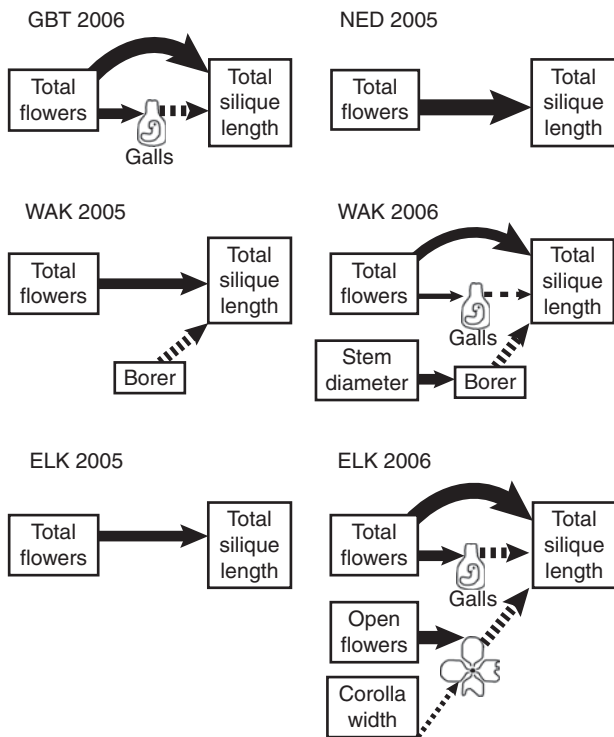 GBT 2006
Total
flowers
Galls
Total
silique
length
NED 2005
Total
flowers
Total
silique
length
WAK 2005
Total
flowers
Total
silique
length
Borer
WAK 2006
Total
flowers
Galls
Total
silique
length
Stem
diameter
Borer
ELK 2005
Total
flowers
Total
silique
length
ELK 2006
Total
flowers
Galls
Total
silique
length
Open
flowers
Corolla
width